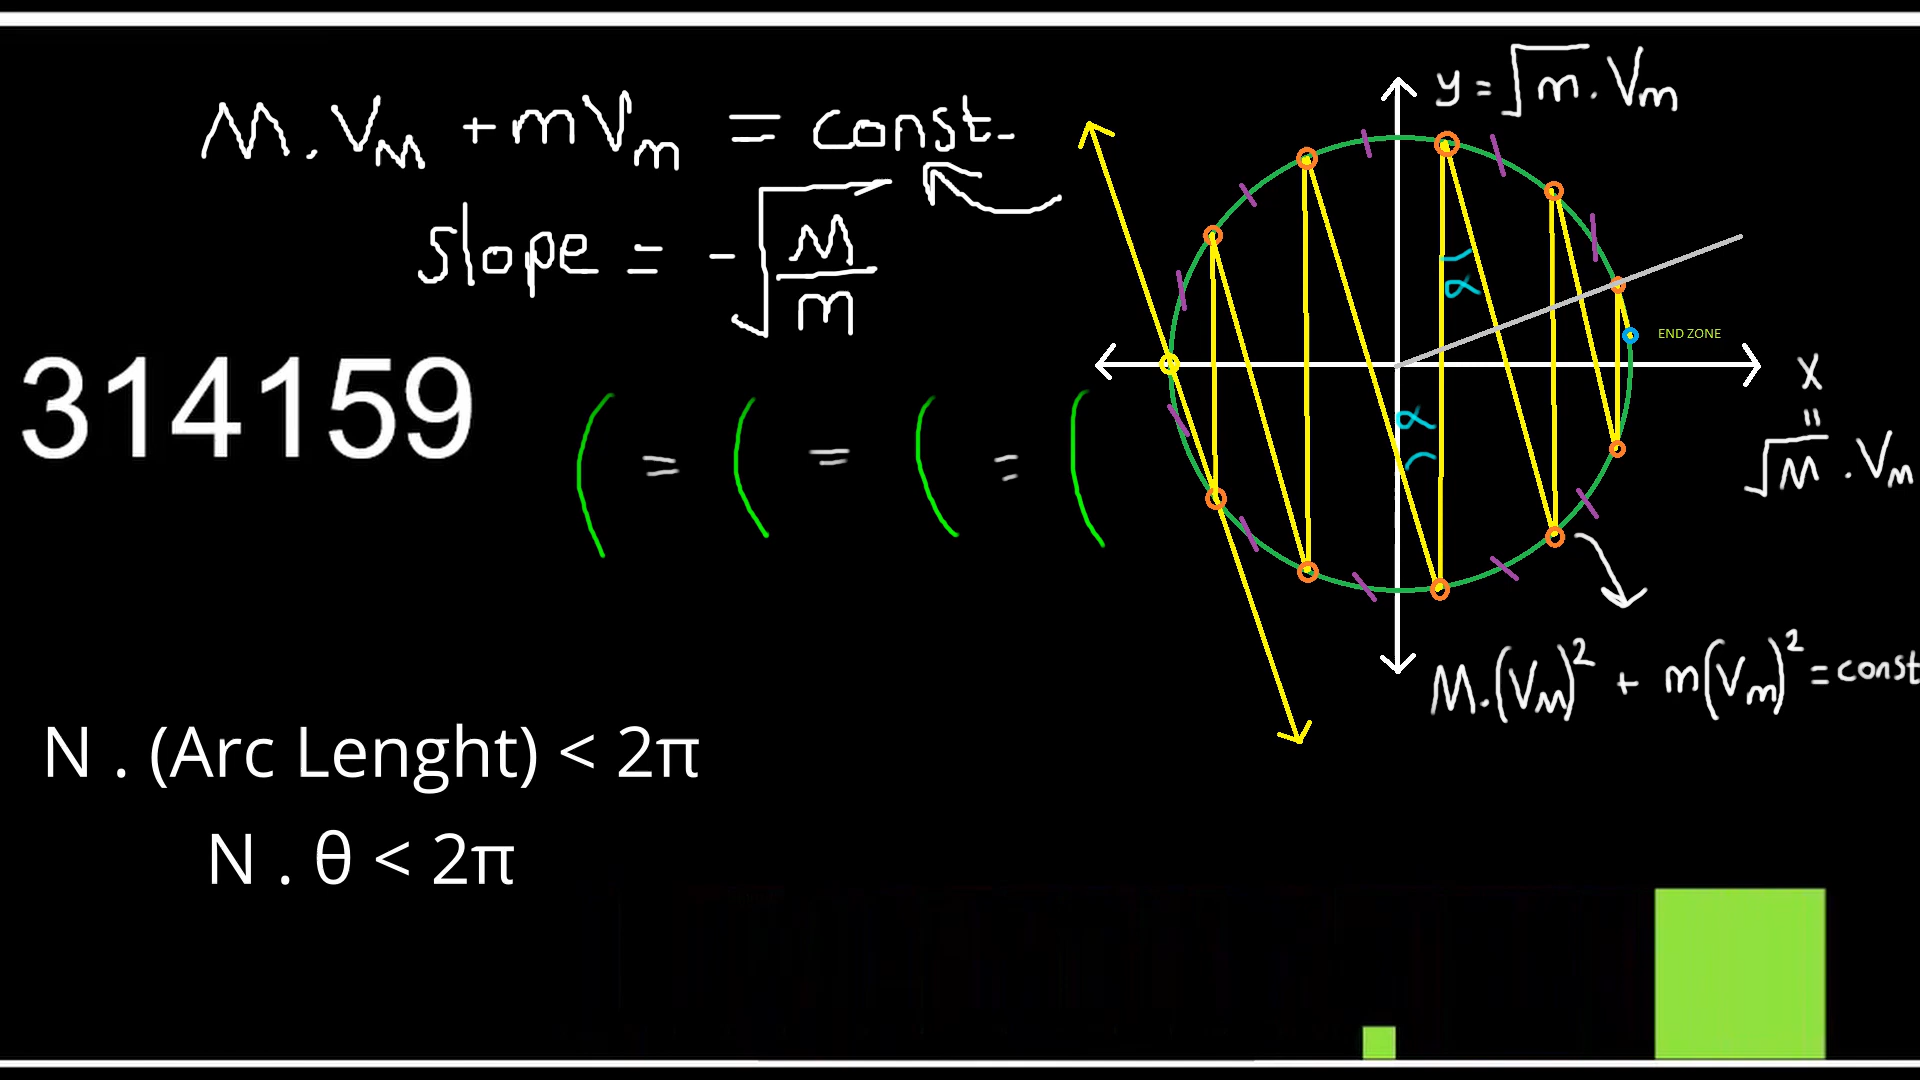 M.V_M + mV_m = const.
slope = -√(M/m)
314159
( = ( = ( = (
N . (Arc Lenght) < 2π
N . θ < 2π
y = √m . V_m
α
α
END ZONE
x
=
√M . V_M
M.(V_M)² + m(V_m)² = const